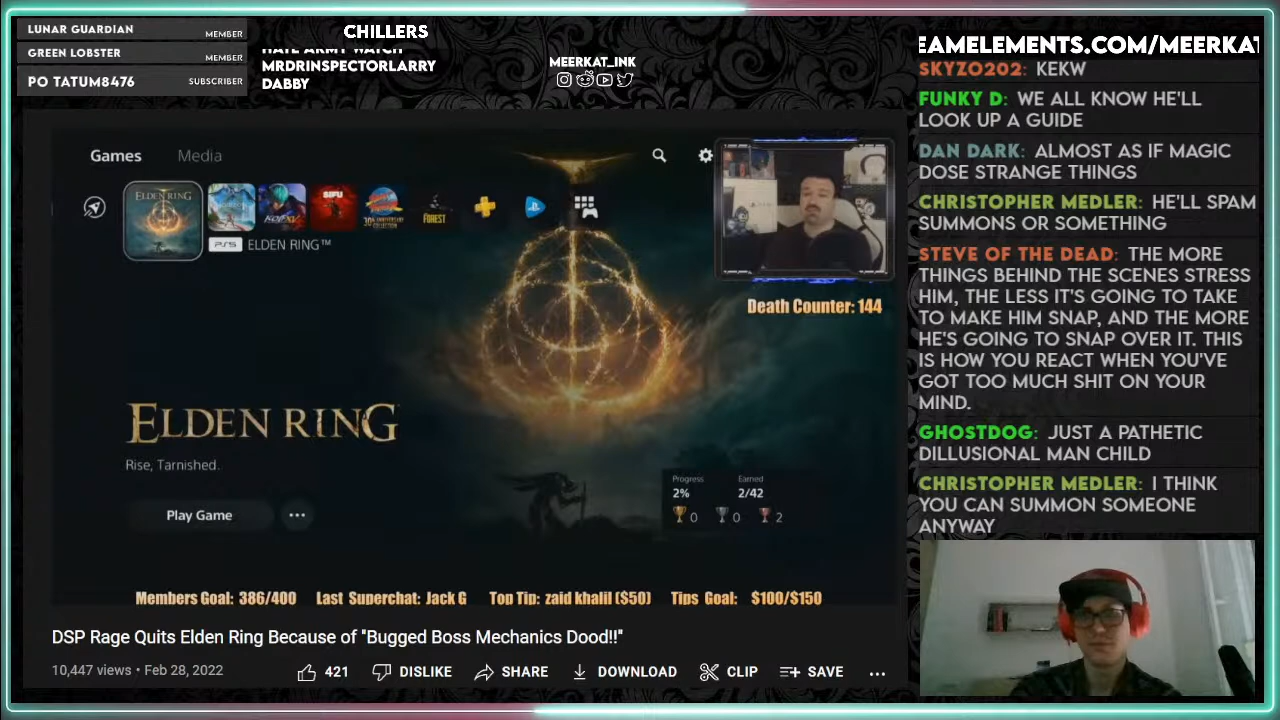 LUNAR GUARDIAN MEMBER
GREEN LOBSTER MEMBER
PO TATUM8476 SUBSCRIBER
CHILLERS
HATE ARMY WATCH
MRDRINSPECTORLARRY
DABBY
MEERKAT_INK
EAMELEMENTS.COM/MEERKAT
Games Media
SIFU
30TH ANNIVERSARY COLLECTION
FOREST
ELDEN RING
PS5 ELDEN RING™
Death Counter: 144
ELDEN RING
Rise, Tarnished.
Play Game ...
Progress Earned
2% 2/42
0 0 2
Members Goal: 386/400 Last Superchat: Jack G Top Tip: zaid khalil ($50) Tips Goal: $100/$150
DSP Rage Quits Elden Ring Because of "Bugged Boss Mechanics Dood!!"
10,447 views • Feb 28, 2022 421 DISLIKE SHARE DOWNLOAD CLIP SAVE ...
SKYZO202: KEKW
FUNKY D: WE ALL KNOW HE'LL
LOOK UP A GUIDE
DAN DARK: ALMOST AS IF MAGIC
DOSE STRANGE THINGS
CHRISTOPHER MEDLER: HE'LL SPAM
SUMMONS OR SOMETHING
STEVE OF THE DEAD: THE MORE
THINGS BEHIND THE SCENES STRESS
HIM, THE LESS IT'S GOING TO TAKE
TO MAKE HIM SNAP, AND THE MORE
HE'S GOING TO SNAP OVER IT. THIS
IS HOW YOU REACT WHEN YOU'VE
GOT TOO MUCH SHIT ON YOUR
MIND.
GHOSTDOG: JUST A PATHETIC
DILLUSIONAL MAN CHILD
CHRISTOPHER MEDLER: I THINK
YOU CAN SUMMON SOMEONE
ANYWAY